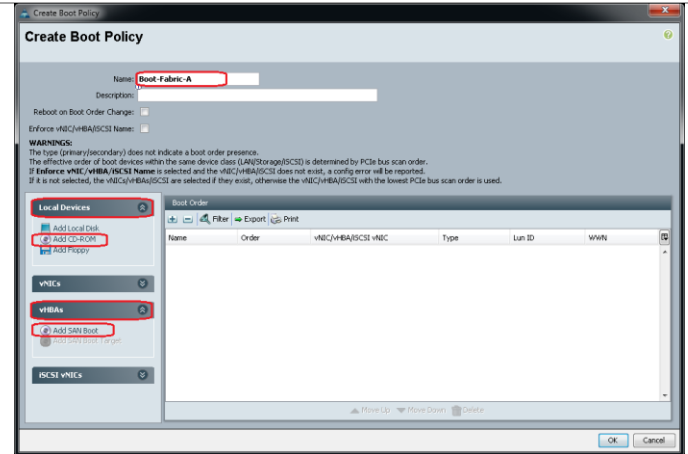 Create Boot Policy
Create Boot Policy
Name: Boot-Fabric-A
Description:
Reboot on Boot Order Change:
Enforce vNIC/vHBA/iSCSI Name:
WARNINGS:
The type (primary/secondary) does not indicate a boot order presence.
The effective order of boot devices within the same device class (LAN/Storage/iSCSI) is determined by PCIe bus scan order.
If Enforce vNIC/vHBA/iSCSI Name is selected and the vNIC/vHBA/iSCSI does not exist, a config error will be reported.
If it is not selected, the vNICs/vHBAs/iSCSI are selected if they exist, otherwise the vNIC/vHBA/iSCSI with the lowest PCIe bus scan order is used.
Local Devices
Add Local Disk
Add CD-ROM
Add Floppy
vNICs
vHBAs
Add SAN Boot
Add SAN Boot Target
iSCSI vNICs
Boot Order
Filter Export Print
Name Order vNIC/vHBA/iSCSI vNIC Type Lun ID WWN
Move Up Move Down Delete
OK Cancel